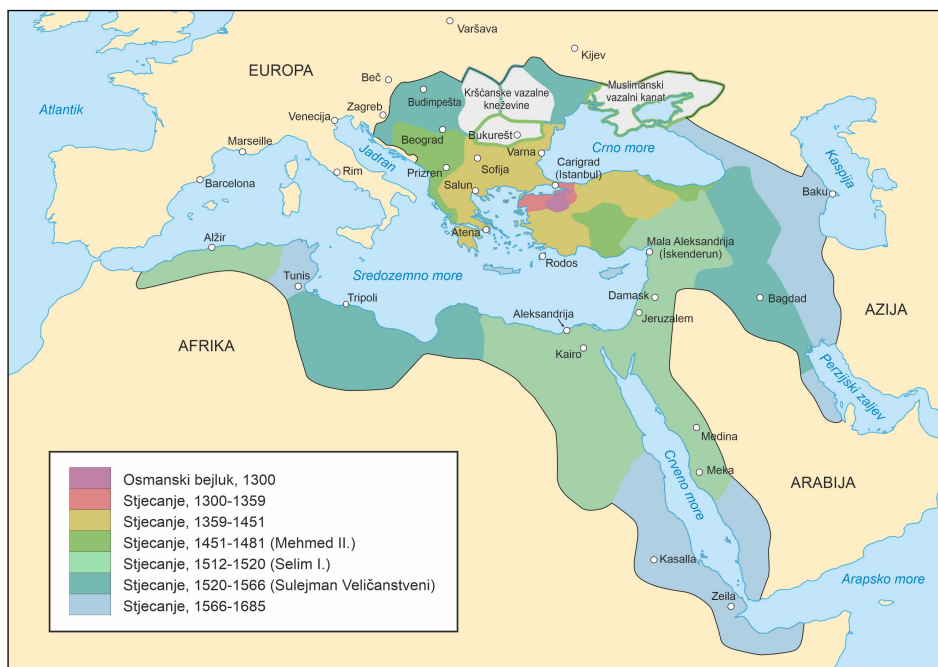 Varšava
Kijev
EUROPA
Beč
Budimpešta
Kršćanske vazalne
kneževine
Muslimanski
vazalni kanat
Atlantik
Zagreb
Venecija
Beograd
Bukurešt
Marseille
Jadran
Varna
Crno more
Kaspija
Prizren
Sofija
Carigrad
(Istanbul)
Rim
Barcelona
Salun
Baku
Alžir
Atena
Mala Aleksandrija
(İskenderun)
Rodos
Sredozemno more
Tunis
Tripoli
Damask
Bagdad
AZIJA
Aleksandrija
Jeruzalem
AFRIKA
Kairo
Perzijski zaljev
Medina
Meka
ARABIJA
Crveno more
Kasalla
Zeila
Arapsko more
Osmanski bejluk, 1300
Stjecanje, 1300-1359
Stjecanje, 1359-1451
Stjecanje, 1451-1481 (Mehmed II.)
Stjecanje, 1512-1520 (Selim I.)
Stjecanje, 1520-1566 (Sulejman Veličanstveni)
Stjecanje, 1566-1685